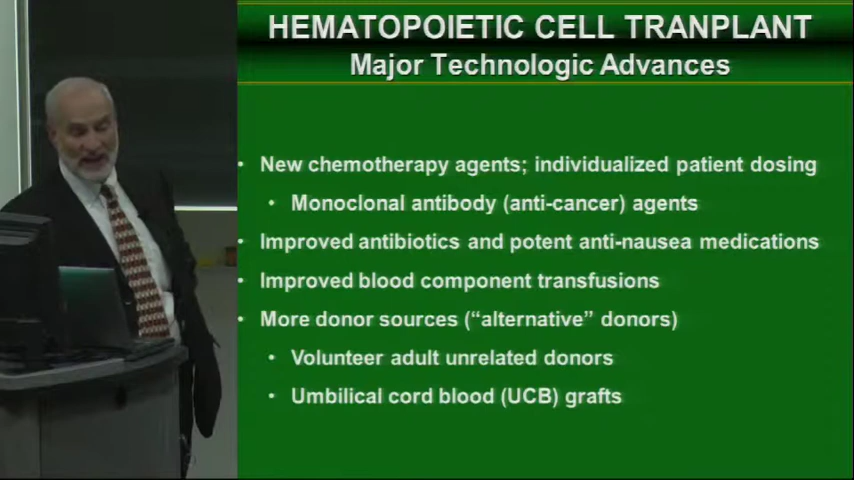 HEMATOPOIETIC CELL TRANPLANT
Major Technologic Advances
• New chemotherapy agents; individualized patient dosing
• Monoclonal antibody (anti-cancer) agents
• Improved antibiotics and potent anti-nausea medications
• Improved blood component transfusions
• More donor sources (“alternative” donors)
• Volunteer adult unrelated donors
• Umbilical cord blood (UCB) grafts